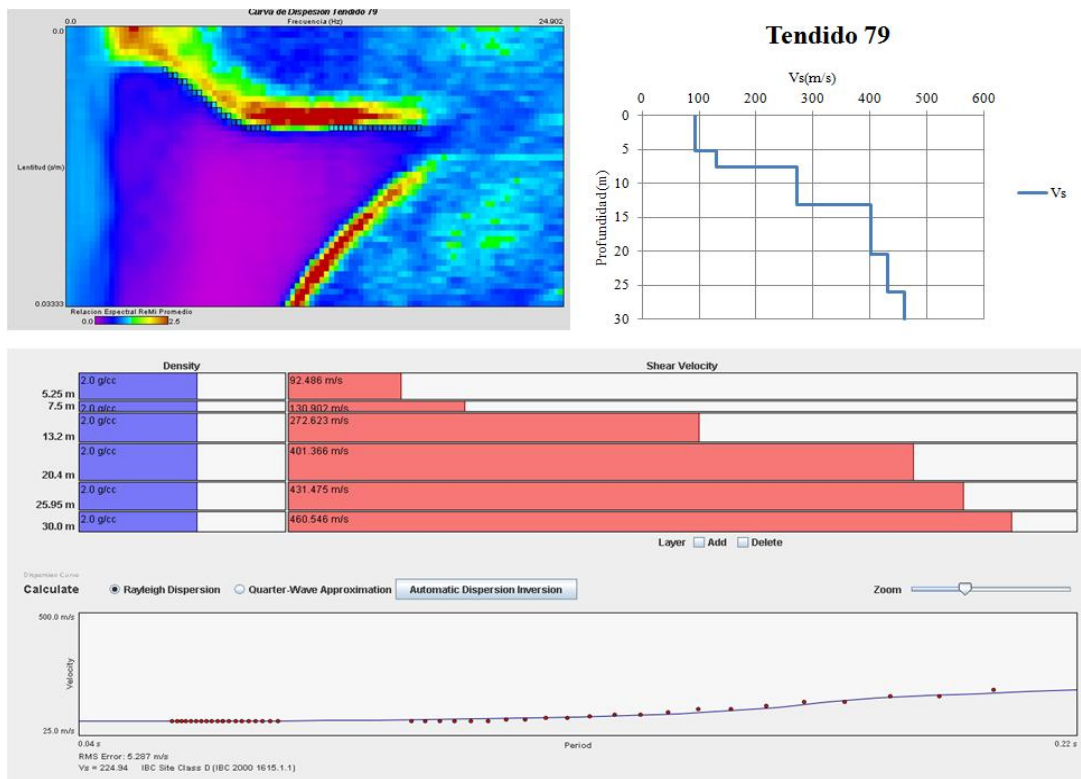 Curva de Dispesión Tendido 79
0.0 Frecuencia (Hz) 24.902
0.0
Lentitud (s/m)
0.03333
Relacion Espectral ReMi Promedio
0.0 2.5
Tendido 79
Vs(m/s)
0 100 200 300 400 500 600
0
5
10
15
20
25
30
Profundidad(m)
Vs
Density Shear Velocity
2.0 g/cc 92.486 m/s
5.25 m
2.0 g/cc 130.902 m/s
7.5 m
2.0 g/cc 272.623 m/s
13.2 m
2.0 g/cc 401.366 m/s
20.4 m
2.0 g/cc 431.475 m/s
25.95 m
2.0 g/cc 460.546 m/s
30.0 m
Layer Add Delete
Dispersion Curve
Calculate Rayleigh Dispersion Quarter-Wave Approximation Automatic Dispersion Inversion Zoom
500.0 m/s
Velocity
25.0 m/s
0.04 s Period 0.22 s
RMS Error: 5.287 m/s
Vs = 224.94 IBC Site Class D (IBC 2000 1615.1.1)